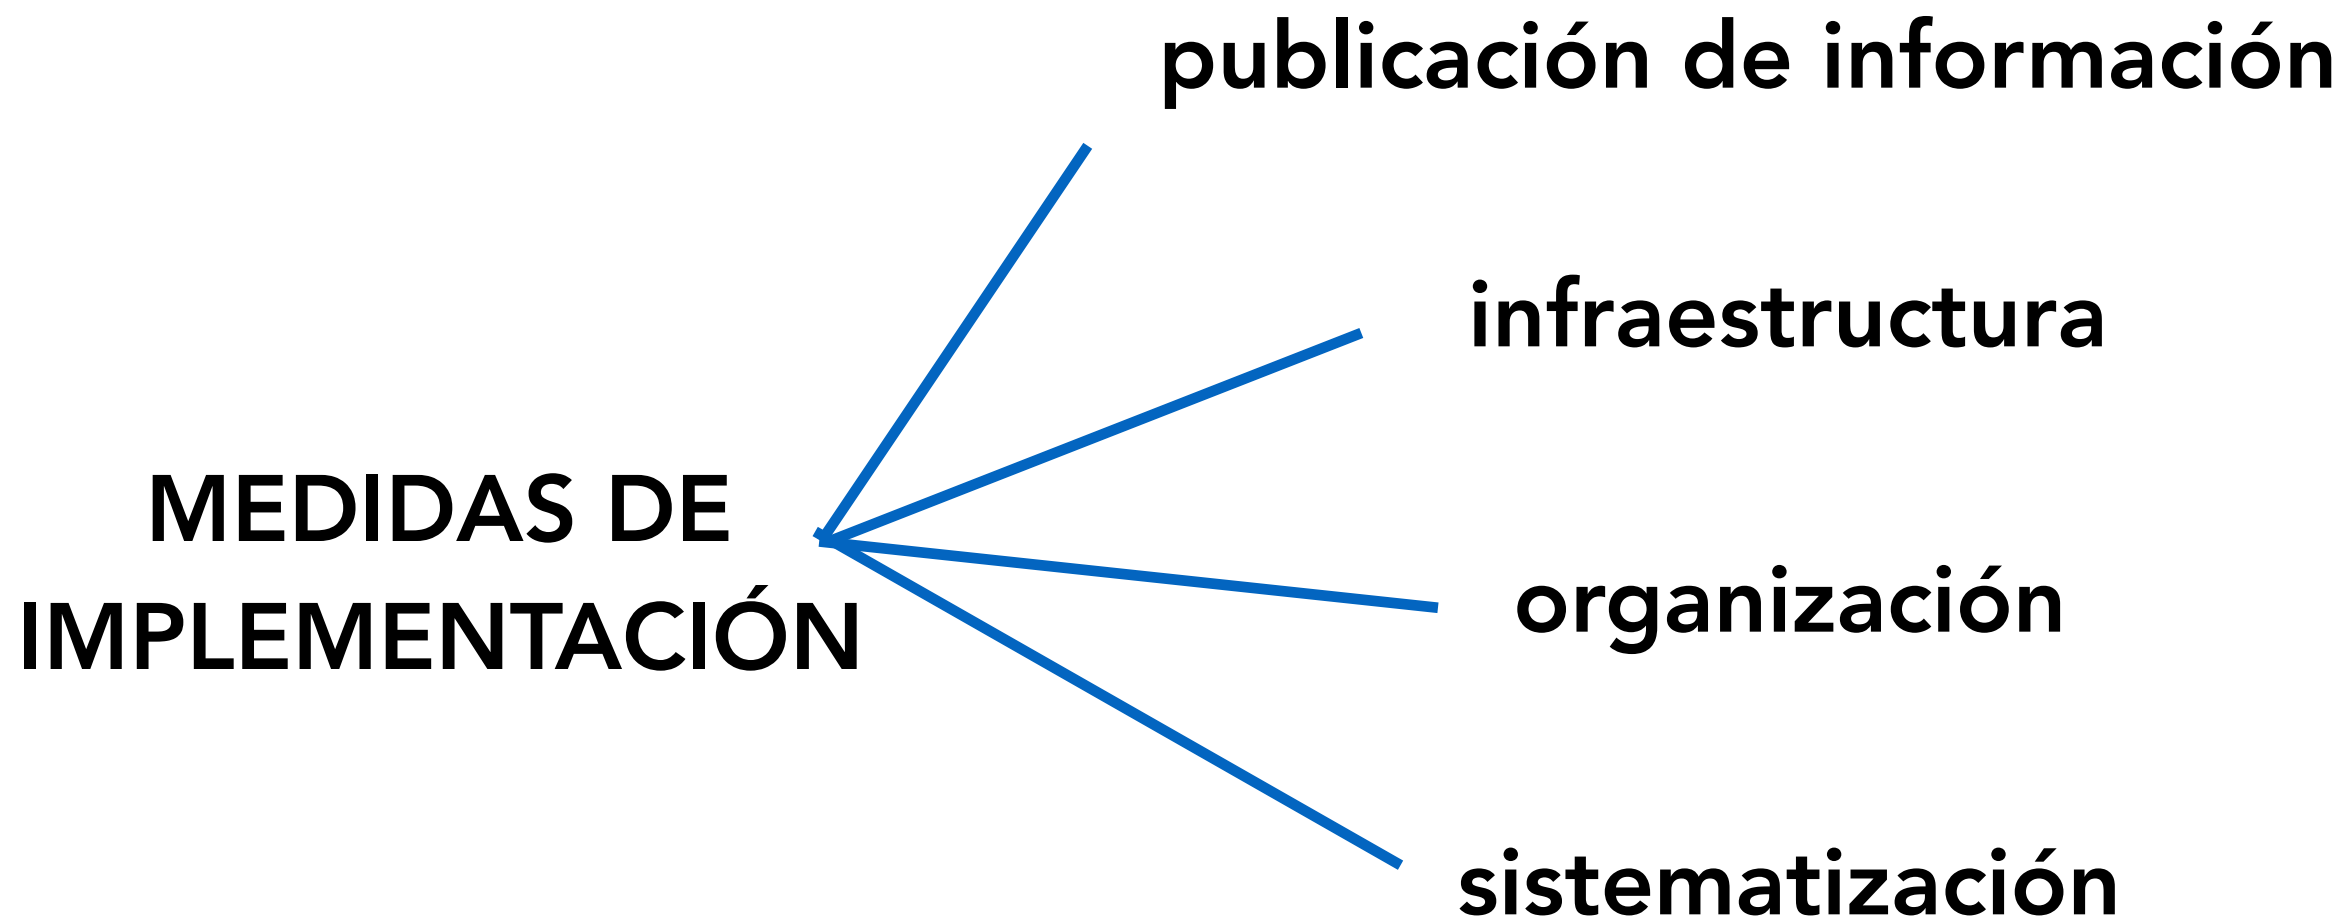 publicación de información
infraestructura
MEDIDAS DE
IMPLEMENTACIÓN
organización
sistematización